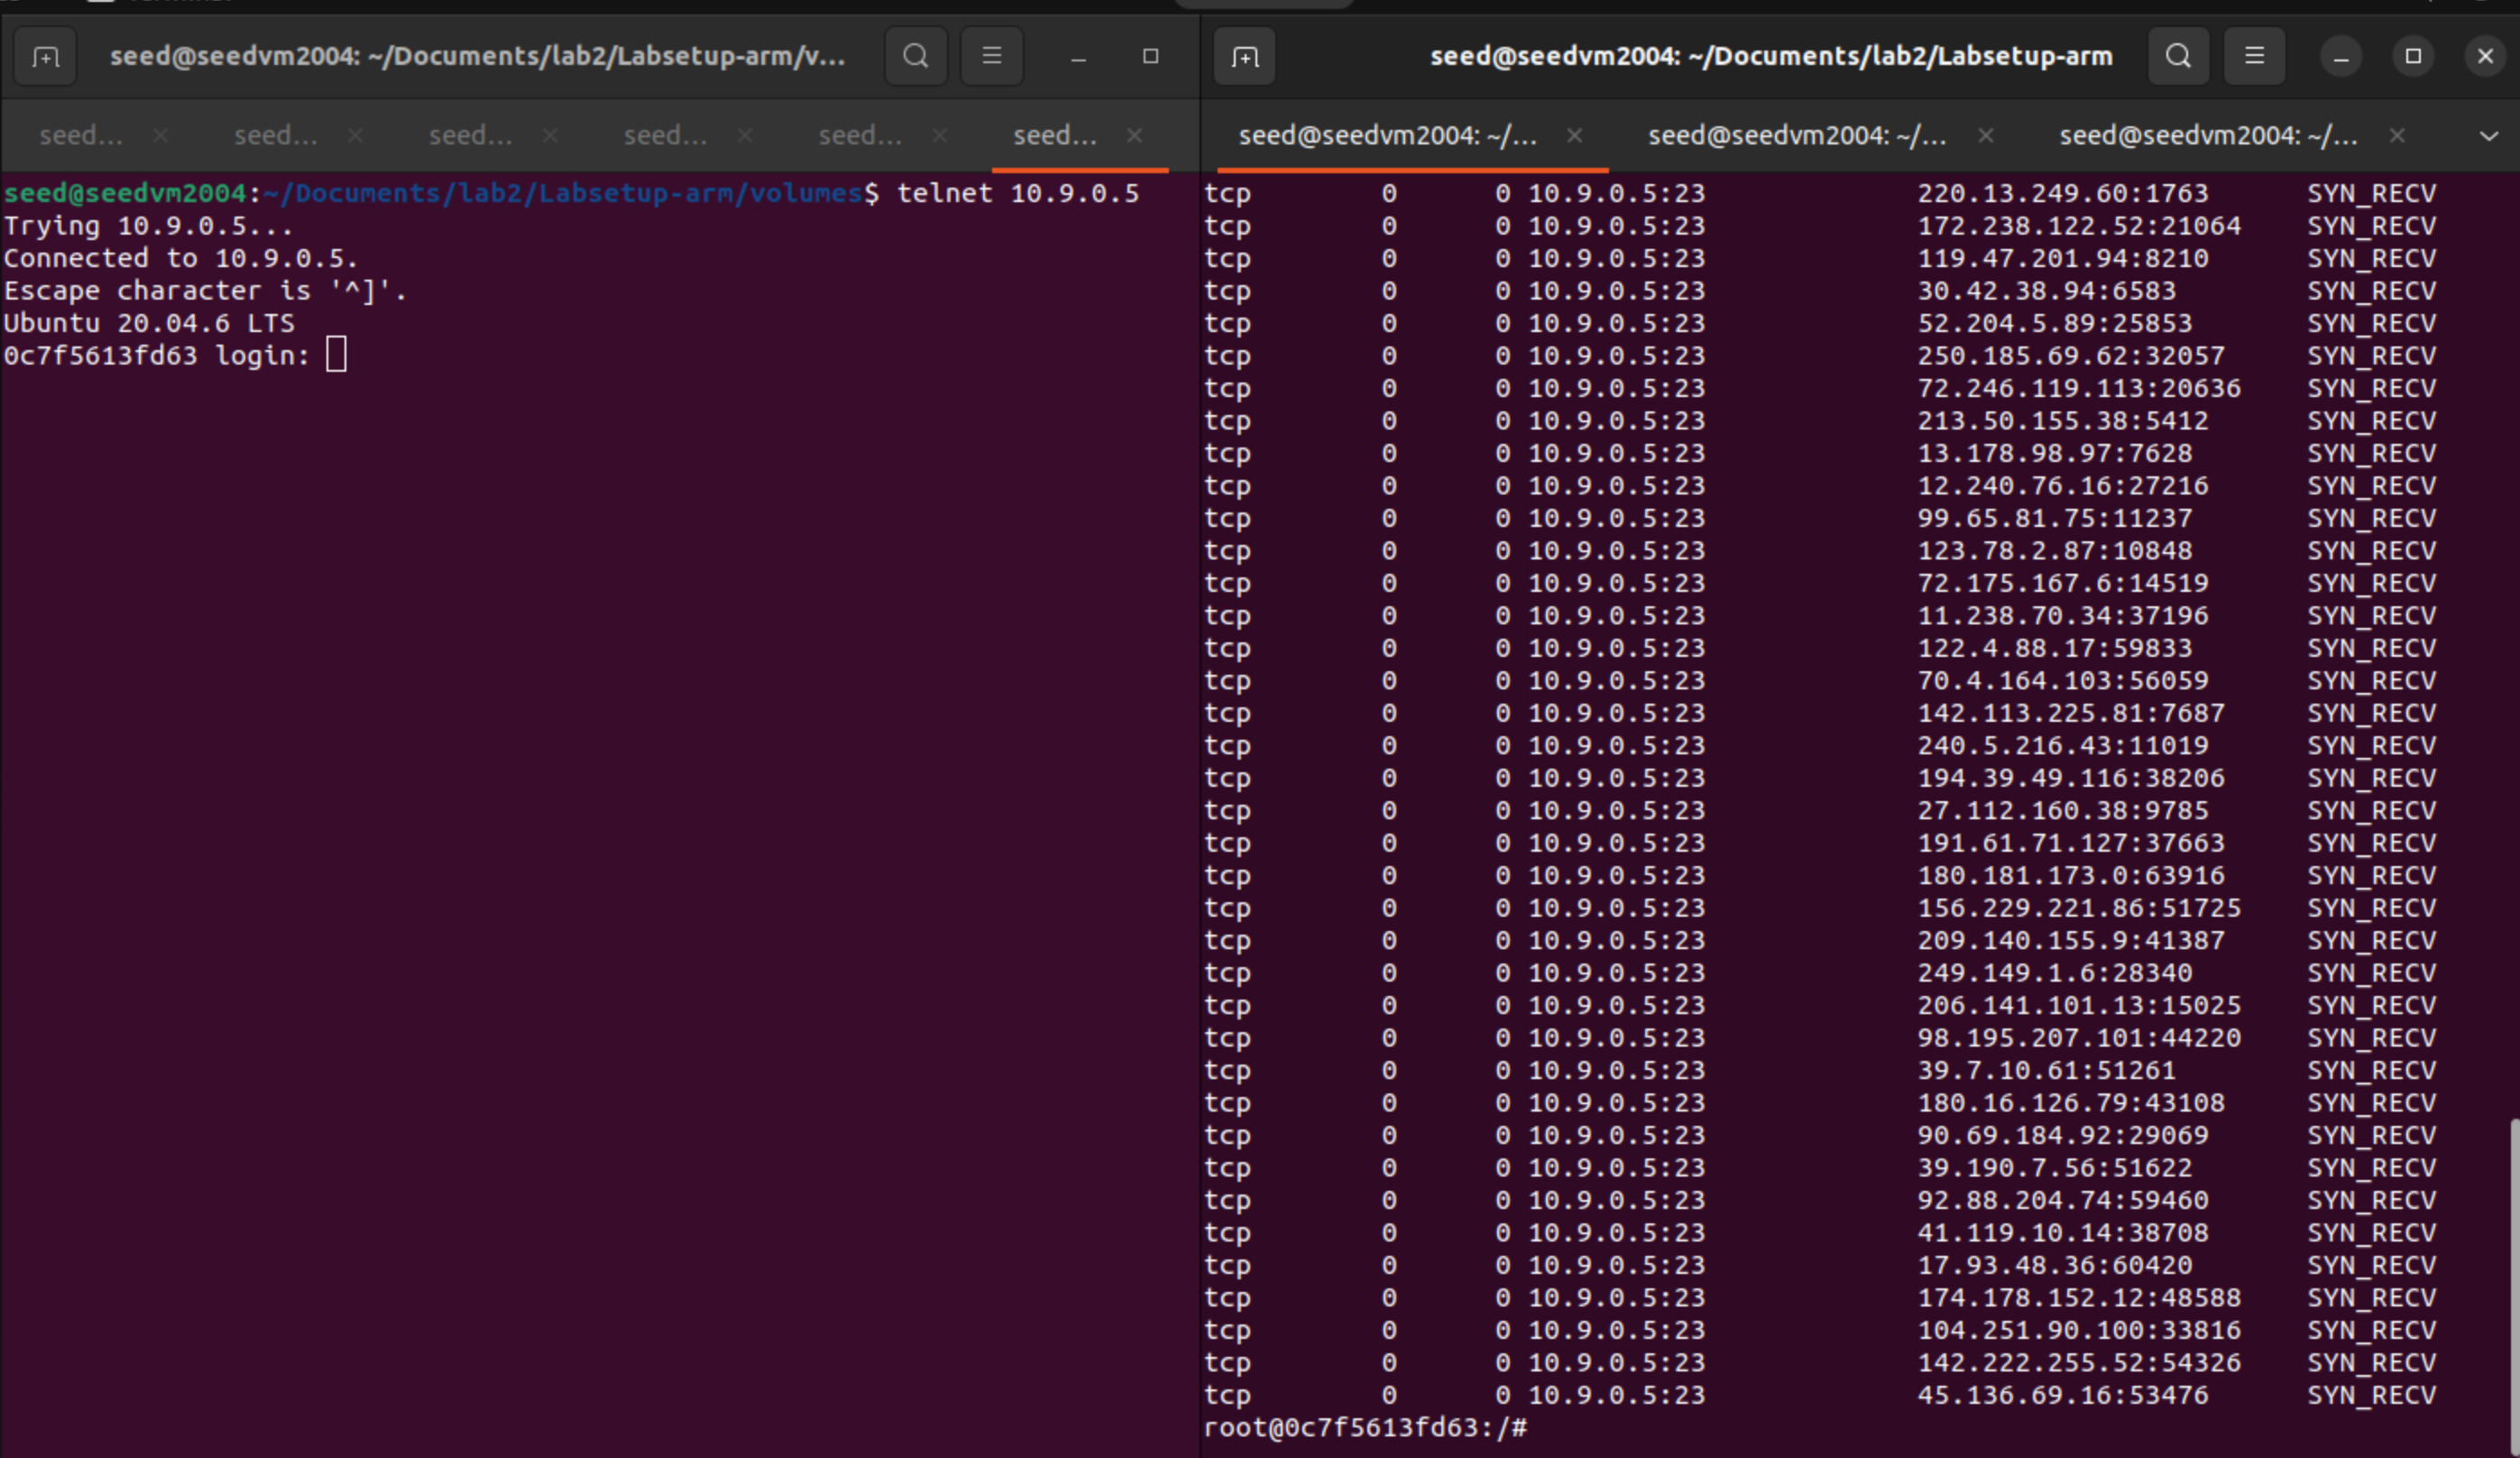 seed@seedvm2004: ~/Documents/lab2/Labsetup-arm/v...
seed... × seed... × seed... × seed... × seed... × seed... ×
seed@seedvm2004:~/Documents/lab2/Labsetup-arm/volumes$ telnet 10.9.0.5
Trying 10.9.0.5...
Connected to 10.9.0.5.
Escape character is '^]'.
Ubuntu 20.04.6 LTS
0c7f5613fd63 login:
seed@seedvm2004: ~/Documents/lab2/Labsetup-arm
seed@seedvm2004: ~/... × seed@seedvm2004: ~/... × seed@seedvm2004: ~/... ×
tcp 0 0 10.9.0.5:23 220.13.249.60:1763 SYN_RECV
tcp 0 0 10.9.0.5:23 172.238.122.52:21064 SYN_RECV
tcp 0 0 10.9.0.5:23 119.47.201.94:8210 SYN_RECV
tcp 0 0 10.9.0.5:23 30.42.38.94:6583 SYN_RECV
tcp 0 0 10.9.0.5:23 52.204.5.89:25853 SYN_RECV
tcp 0 0 10.9.0.5:23 250.185.69.62:32057 SYN_RECV
tcp 0 0 10.9.0.5:23 72.246.119.113:20636 SYN_RECV
tcp 0 0 10.9.0.5:23 213.50.155.38:5412 SYN_RECV
tcp 0 0 10.9.0.5:23 13.178.98.97:7628 SYN_RECV
tcp 0 0 10.9.0.5:23 12.240.76.16:27216 SYN_RECV
tcp 0 0 10.9.0.5:23 99.65.81.75:11237 SYN_RECV
tcp 0 0 10.9.0.5:23 123.78.2.87:10848 SYN_RECV
tcp 0 0 10.9.0.5:23 72.175.167.6:14519 SYN_RECV
tcp 0 0 10.9.0.5:23 11.238.70.34:37196 SYN_RECV
tcp 0 0 10.9.0.5:23 122.4.88.17:59833 SYN_RECV
tcp 0 0 10.9.0.5:23 70.4.164.103:56059 SYN_RECV
tcp 0 0 10.9.0.5:23 142.113.225.81:7687 SYN_RECV
tcp 0 0 10.9.0.5:23 240.5.216.43:11019 SYN_RECV
tcp 0 0 10.9.0.5:23 194.39.49.116:38206 SYN_RECV
tcp 0 0 10.9.0.5:23 27.112.160.38:9785 SYN_RECV
tcp 0 0 10.9.0.5:23 191.61.71.127:37663 SYN_RECV
tcp 0 0 10.9.0.5:23 180.181.173.0:63916 SYN_RECV
tcp 0 0 10.9.0.5:23 156.229.221.86:51725 SYN_RECV
tcp 0 0 10.9.0.5:23 209.140.155.9:41387 SYN_RECV
tcp 0 0 10.9.0.5:23 249.149.1.6:28340 SYN_RECV
tcp 0 0 10.9.0.5:23 206.141.101.13:15025 SYN_RECV
tcp 0 0 10.9.0.5:23 98.195.207.101:44220 SYN_RECV
tcp 0 0 10.9.0.5:23 39.7.10.61:51261 SYN_RECV
tcp 0 0 10.9.0.5:23 180.16.126.79:43108 SYN_RECV
tcp 0 0 10.9.0.5:23 90.69.184.92:29069 SYN_RECV
tcp 0 0 10.9.0.5:23 39.190.7.56:51622 SYN_RECV
tcp 0 0 10.9.0.5:23 92.88.204.74:59460 SYN_RECV
tcp 0 0 10.9.0.5:23 41.119.10.14:38708 SYN_RECV
tcp 0 0 10.9.0.5:23 17.93.48.36:60420 SYN_RECV
tcp 0 0 10.9.0.5:23 174.178.152.12:48588 SYN_RECV
tcp 0 0 10.9.0.5:23 104.251.90.100:33816 SYN_RECV
tcp 0 0 10.9.0.5:23 142.222.255.52:54326 SYN_RECV
tcp 0 0 10.9.0.5:23 45.136.69.16:53476 SYN_RECV
root@0c7f5613fd63:/#